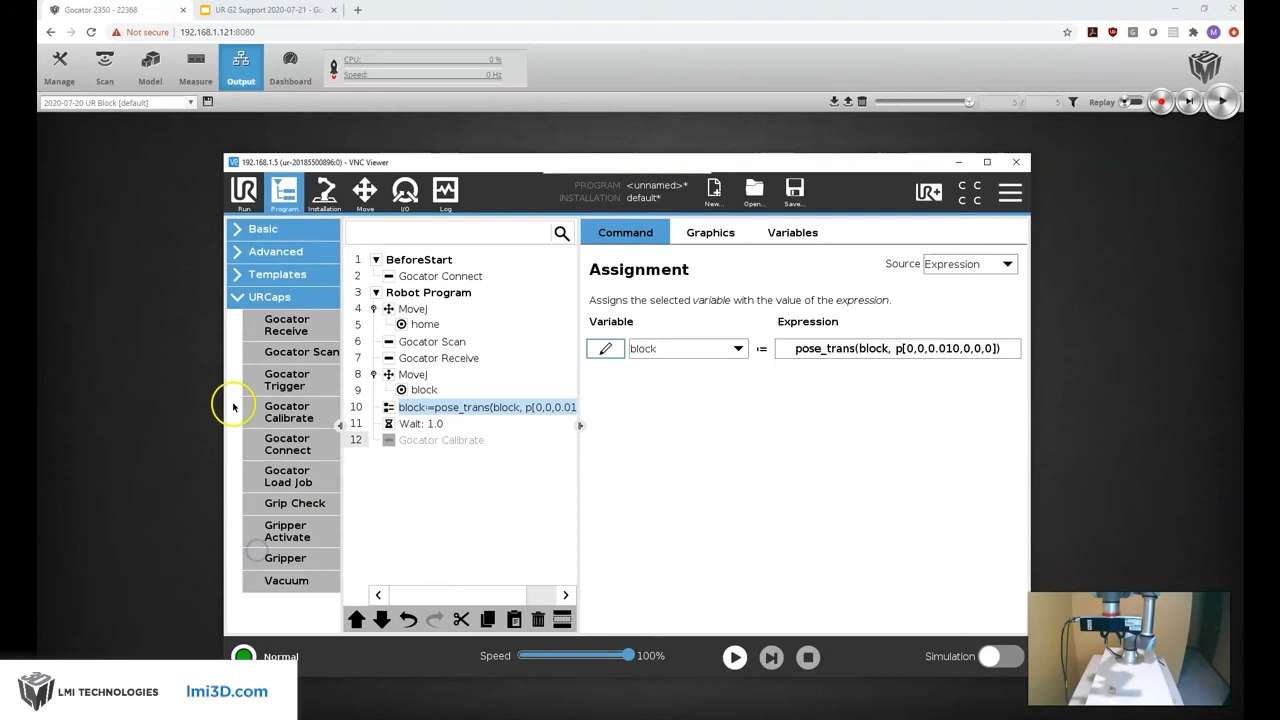 Gocator 2350 - 22368
UR G2 Support 2020-07-21 - Goc
Not secure
192.168.1.121:8080
Manage
Scan
Model
Measure
Output
Dashboard
CPU:
0 %
Speed:
0 Hz
2020-07-20 UR Block [default]
5 / 5
Replay
192.168.1.5 (ur-20185500896:0) - VNC Viewer
Run
Program
Installation
Move
I/O
Log
PROGRAM <unnamed>*
INSTALLATION default*
New...
Open...
Save...
UR+
C C
C C
Basic
Advanced
Templates
URCaps
Gocator
Receive
Gocator Scan
Gocator
Trigger
Gocator
Calibrate
Gocator
Connect
Gocator
Load Job
Grip Check
Gripper
Activate
Gripper
Vacuum
1 BeforeStart
2 Gocator Connect
3 Robot Program
4 MoveJ
5 home
6 Gocator Scan
7 Gocator Receive
8 MoveJ
9 block
10 block≔pose_trans(block, p[0,0,0.01
11 Wait: 1.0
12 Gocator Calibrate
Command
Graphics
Variables
Assignment
Source
Expression
Assigns the selected variable with the value of the expression.
Variable
Expression
block
≔
pose_trans(block, p[0,0,0.010,0,0,0])
Normal
Speed
100%
Simulation
LMI TECHNOLOGIES
lmi3D.com